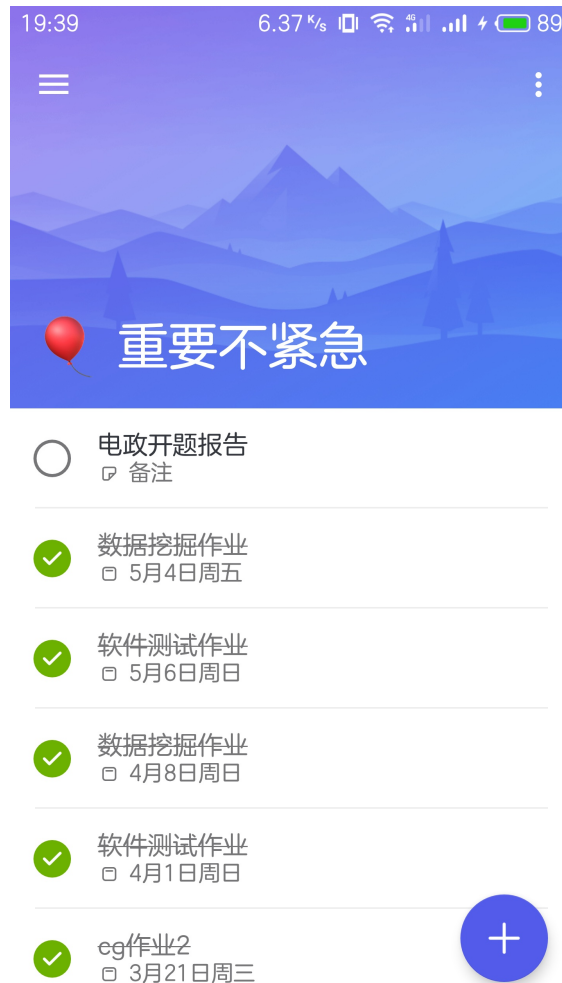 19:39 6.37 K/s 4G 89
重要不紧急
电政开题报告
备注
数据挖掘作业
5月4日周五
软件测试作业
5月6日周日
数据挖掘作业
4月8日周日
软件测试作业
4月1日周日
cg作业2
3月21日周三